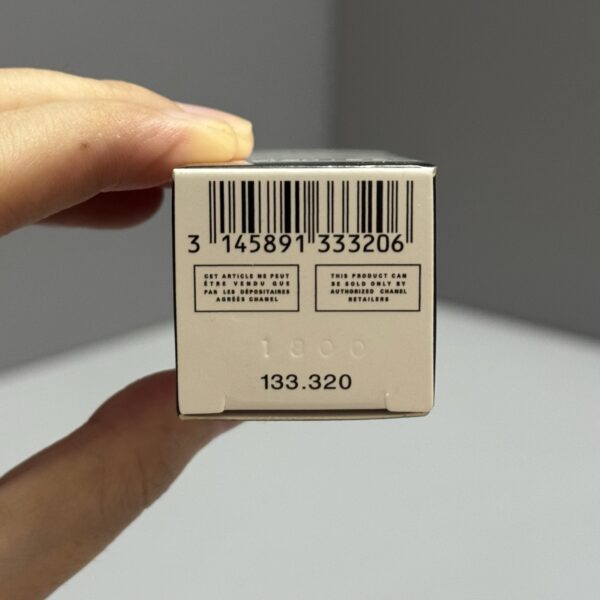 3 145891 333206
CET ARTICLE NE PEUT
ÊTRE VENDU QUE
PAR LES DÉPOSITAIRES
AGRÉÉS CHANEL
THIS PRODUCT CAN
BE SOLD ONLY BY
AUTHORIZED CHANEL
RETAILERS
1800
133.320